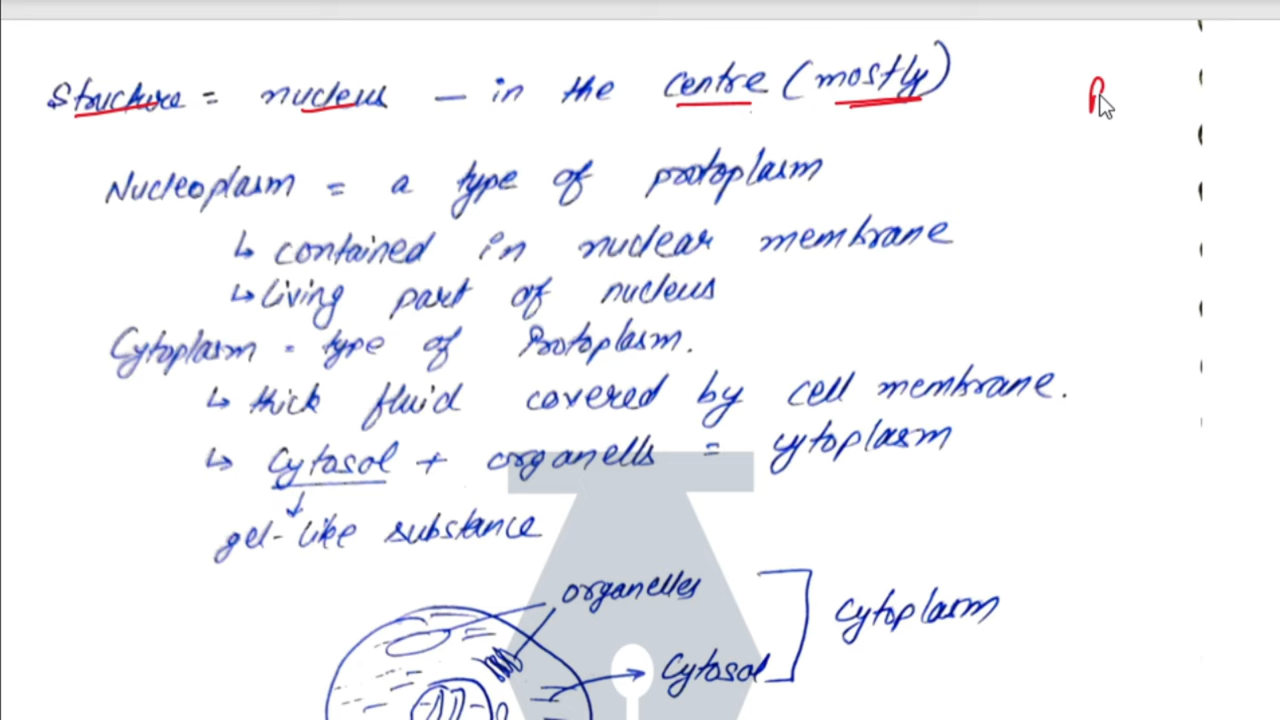 Structure = nucleus — in the centre (mostly)
Nucleoplasm = a type of protoplasm
↳ contained in nuclear membrane
↳ Living part of nucleus
Cytoplasm = type of Protoplasm.
↳ thick fluid covered by cell membrane.
↳ Cytosol + organells = cytoplasm
gel-like substance
organelles
Cytoplasm
Cytosol